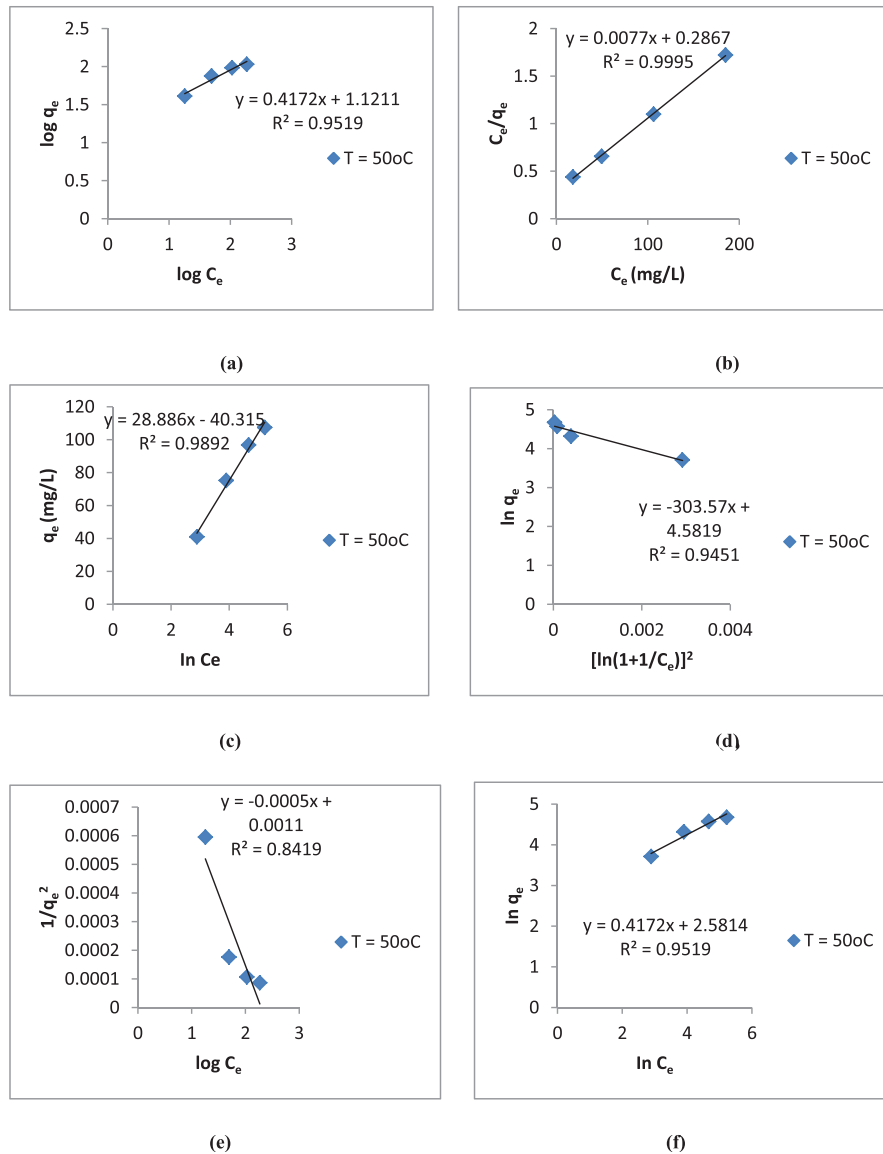 2.5
2
1.5
1
0.5
0
1 2 3
log qₑ
log Cₑ
y = 0.4172x + 1.1211
R² = 0.9519
T = 50oC
(a)
2
1.5
1
0.5
0
0 100 200
Cₑ/qₑ
Cₑ (mg/L)
y = 0.0077x + 0.2867
R² = 0.9995
T = 50oC
(b)
120
100
80
60
40
20
0
0 2 4 6
qₑ (mg/L)
ln Ce
y = 28.886x - 40.315
R² = 0.9892
T = 50oC
(c)
5
4
3
2
1
0
0 0.002 0.004
ln qₑ
[ln(1+1/Cₑ)]²
y = -303.57x +
4.5819
R² = 0.9451
T = 50oC
(d)
0.0007
0.0006
0.0005
0.0004
0.0003
0.0002
0.0001
0
0 1 2 3
1/qₑ²
log Cₑ
y = -0.0005x +
0.0011
R² = 0.8419
T = 50oC
(e)
5
4
3
2
1
0
0 2 4 6
ln qₑ
ln Cₑ
y = 0.4172x + 2.5814
R² = 0.9519
T = 50oC
(f)